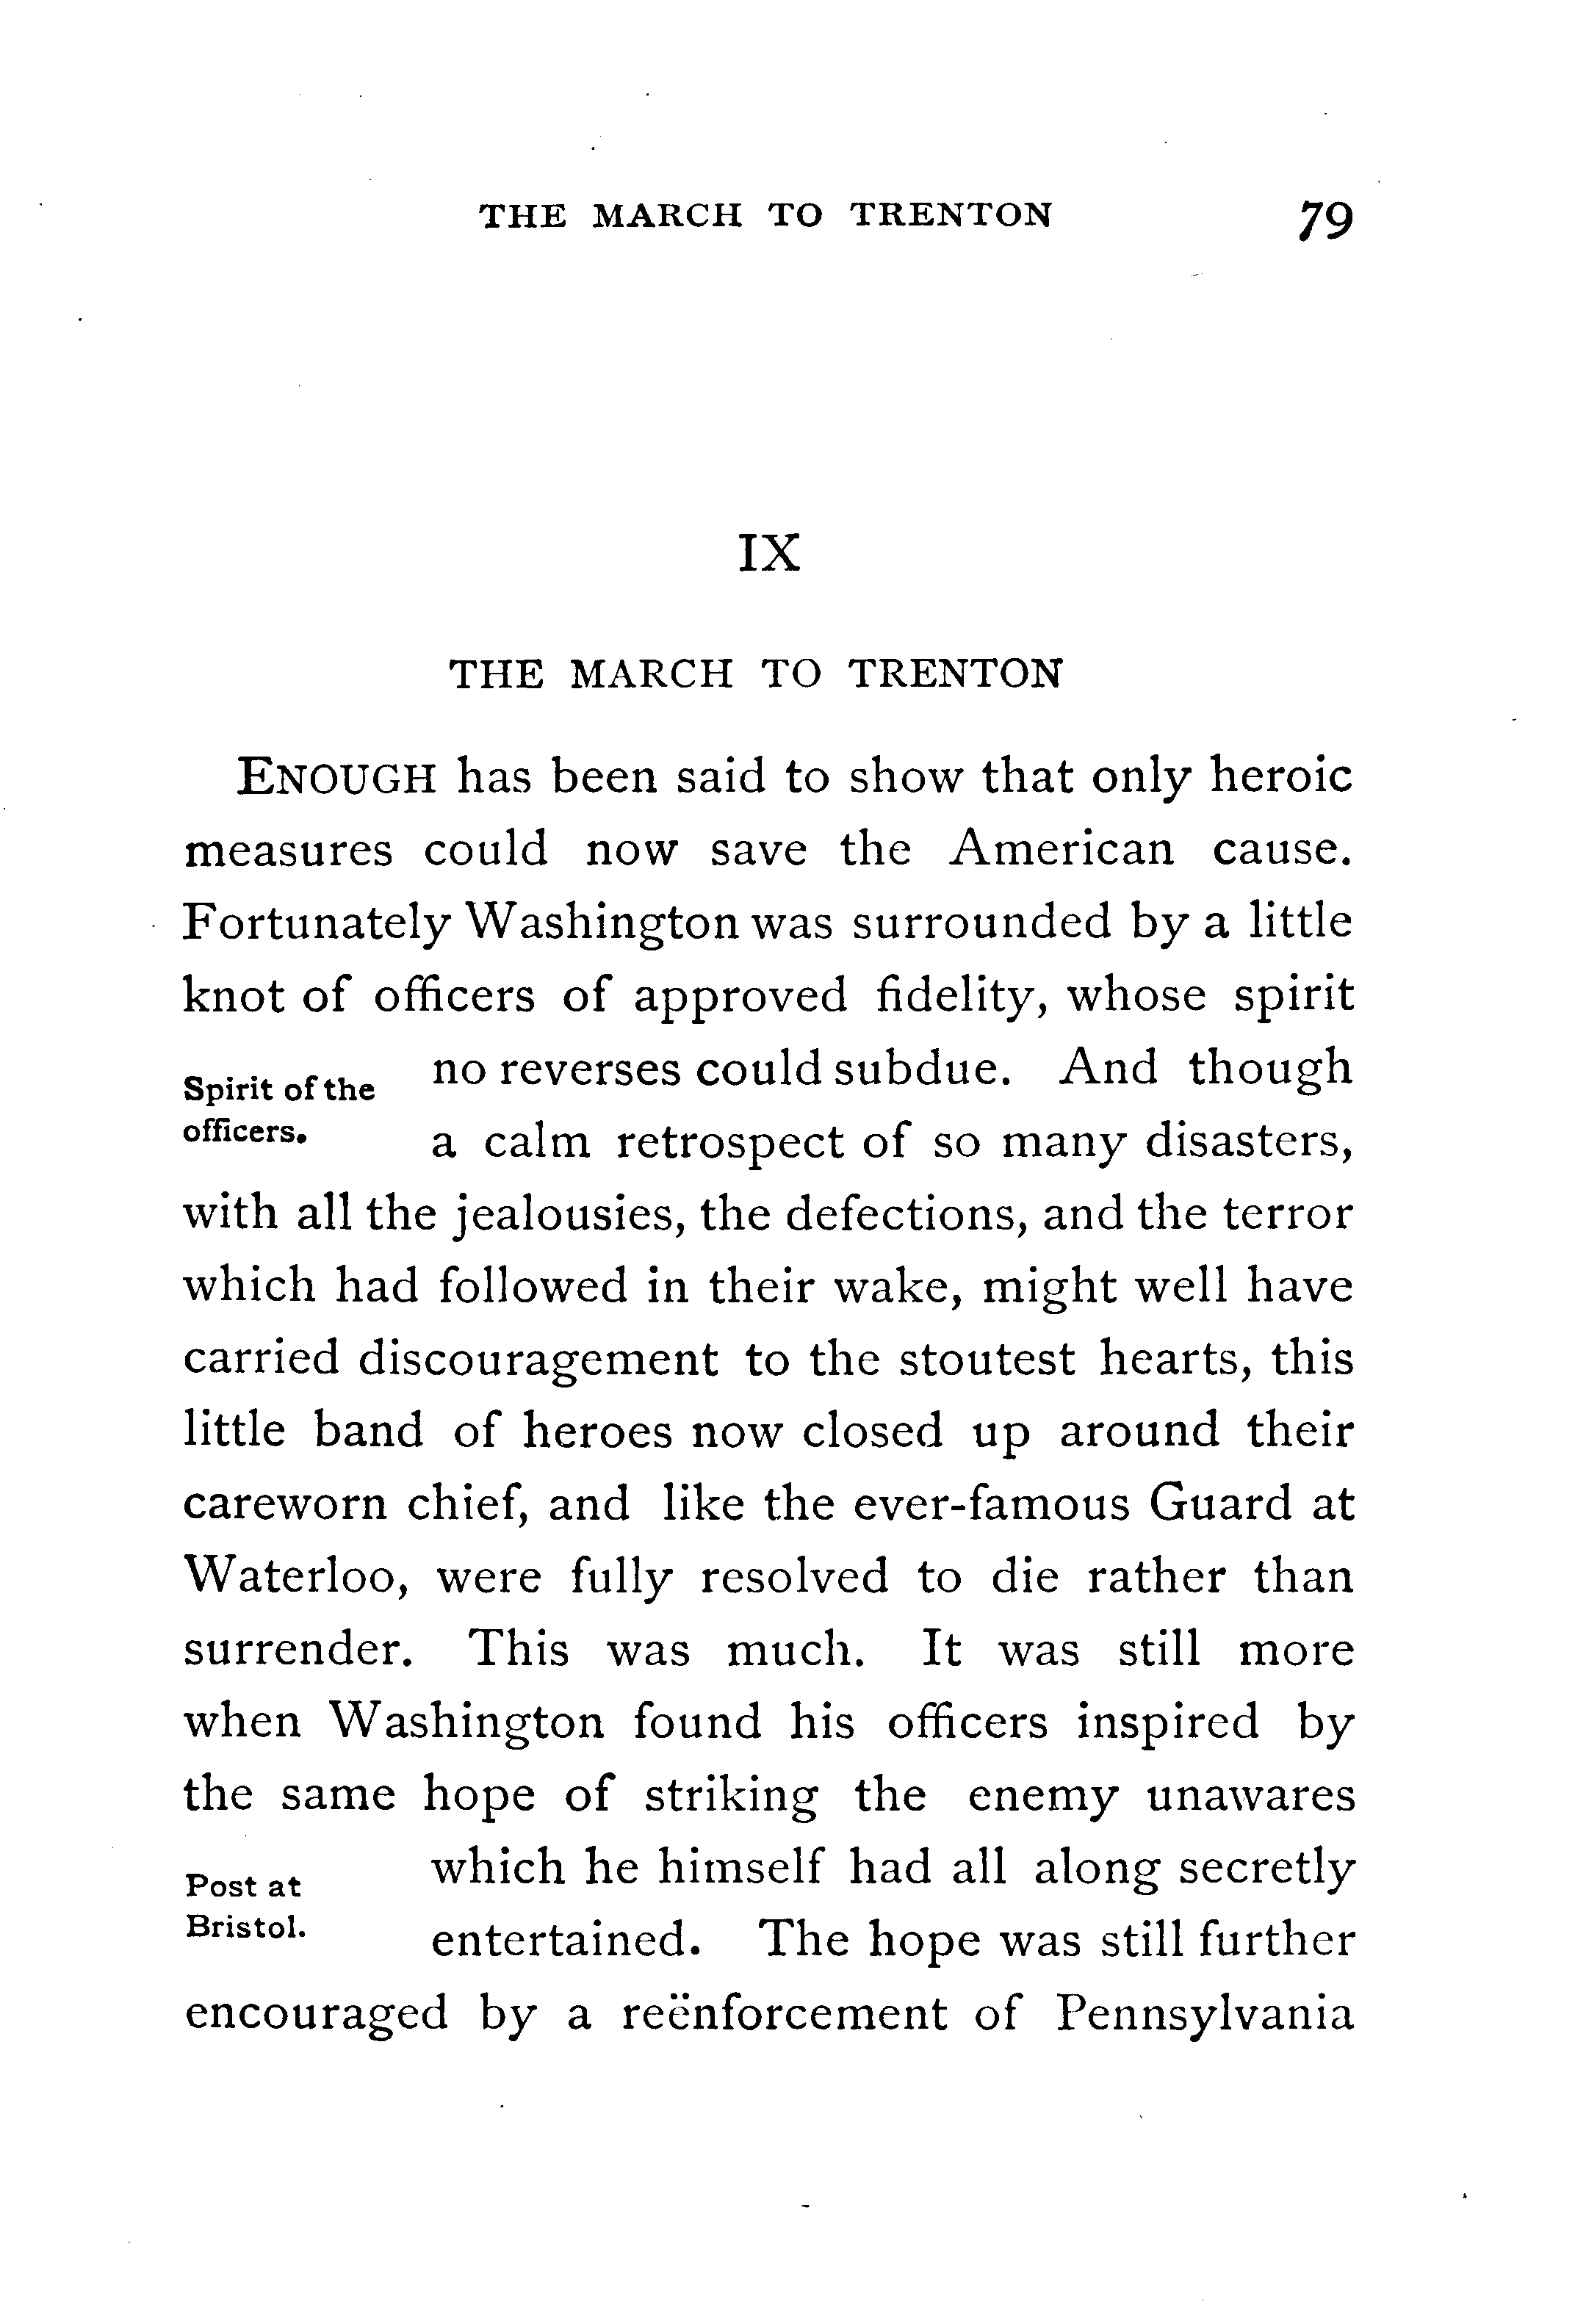 THE MARCH TO TRENTON 79
IX
THE MARCH TO TRENTON
ENOUGH has been said to show that only heroic
measures could now save the American cause.
Fortunately Washington was surrounded by a little
knot of officers of approved fidelity, whose spirit
Spirit of the
officers.
no reverses could subdue. And though
a calm retrospect of so many disasters,
with all the jealousies, the defections, and the terror
which had followed in their wake, might well have
carried discouragement to the stoutest hearts, this
little band of heroes now closed up around their
careworn chief, and like the ever-famous Guard at
Waterloo, were fully resolved to die rather than
surrender. This was much. It was still more
when Washington found his officers inspired by
the same hope of striking the enemy unawares
Post at
Bristol.
which he himself had all along secretly
entertained. The hope was still further
encouraged by a reënforcement of Pennsylvania